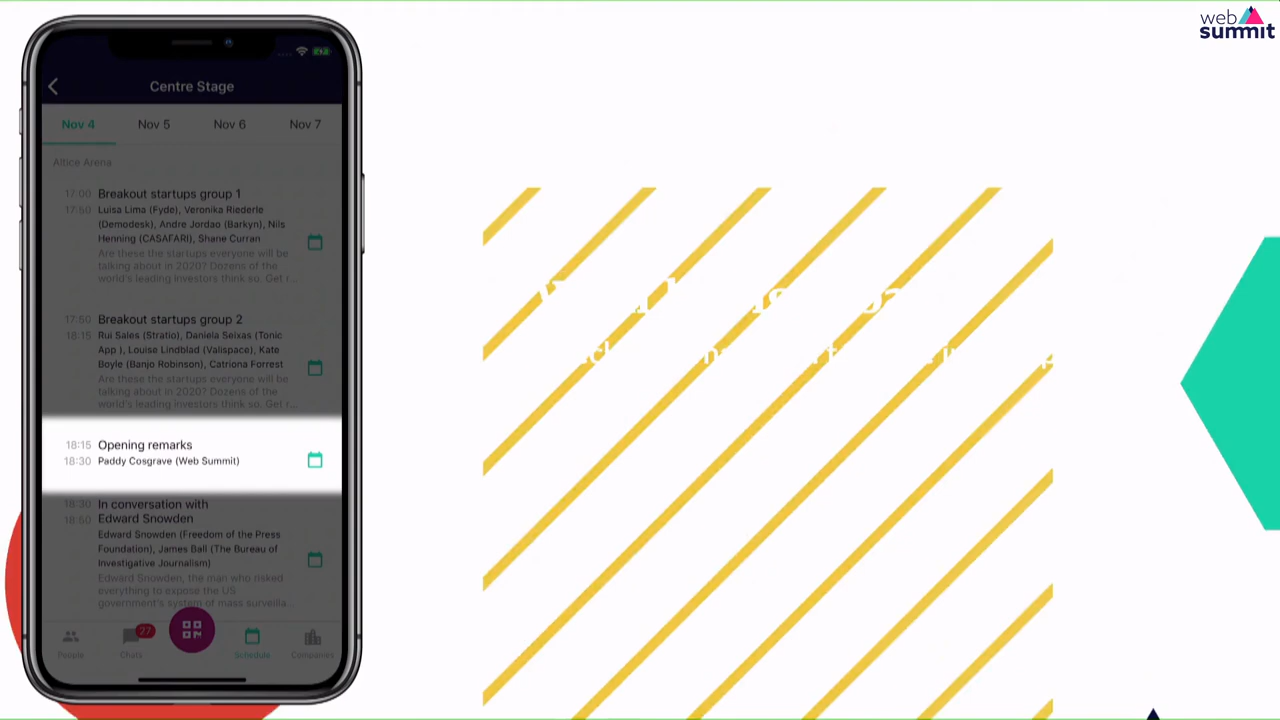 web
summit
Centre Stage
Nov 4 Nov 5 Nov 6 Nov 7
Altice Arena
17:00 Breakout startups group 1
17:50 Luisa Lima (Fyde), Veronika Riederle
(Demodesk), Andre Jordao (Barkyn), Nils
Henning (CASAFARI), Shane Curran
Are these the startups everyone will be
talking about in 2020? Dozens of the
world's leading investors think so. Get r...
17:50 Breakout startups group 2
18:15 Rui Sales (Stratio), Daniela Seixas (Tonic
App ), Louise Lindblad (Valispace), Kate
Boyle (Banjo Robinson), Catriona Forrest
Are these the startups everyone will be
talking about in 2020? Dozens of the
world's leading investors think so. Get r...
18:15 Opening remarks
18:30 Paddy Cosgrave (Web Summit)
18:30 In conversation with
18:50 Edward Snowden
Edward Snowden (Freedom of the Press
Foundation), James Ball (The Bureau of
Investigative Journalism)
Edward Snowden, the man who risked
everything to expose the US
government's system of mass surveilla...
27
People Chats Schedule Companies